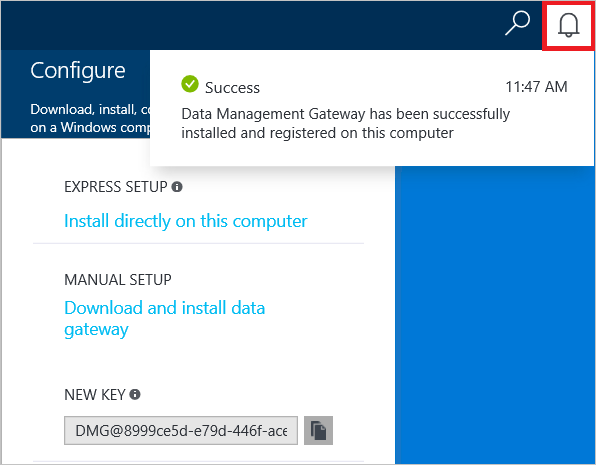 Configure
Success 11:47 AM
Download, install, co
Data Management Gateway has been successfully
on a Windows comp
installed and registered on this computer
EXPRESS SETUP
Install directly on this computer
MANUAL SETUP
Download and install data
gateway
NEW KEY
DMG@8999ce5d-e79d-446f-ace